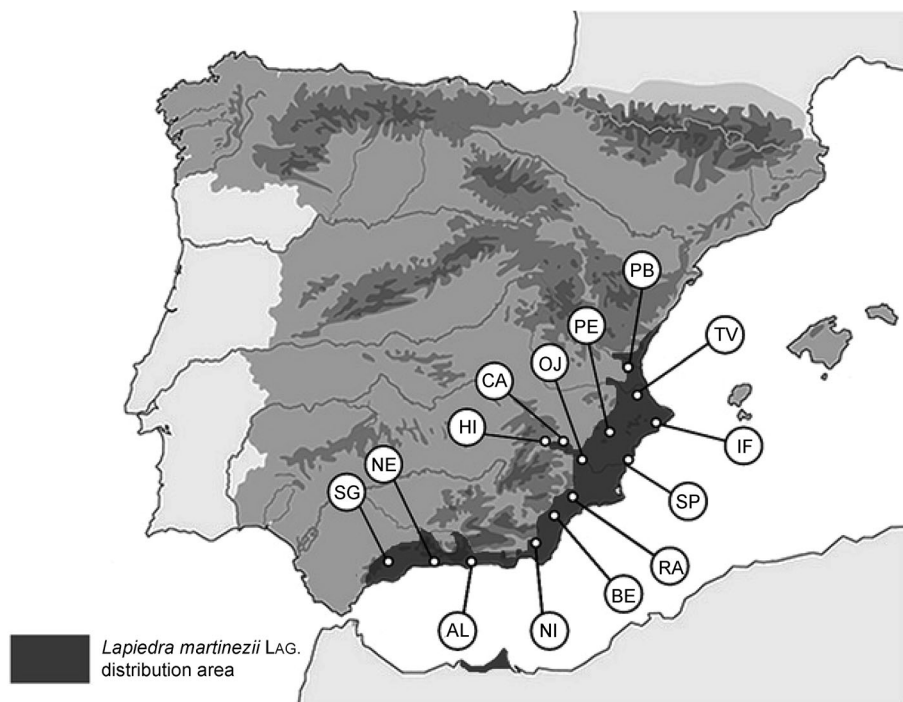 PB
PE
TV
OJ
CA
HI
IF
NE
SG
SP
RA
BE
AL
NI
Lapiedra martinezii LAG.
distribution area